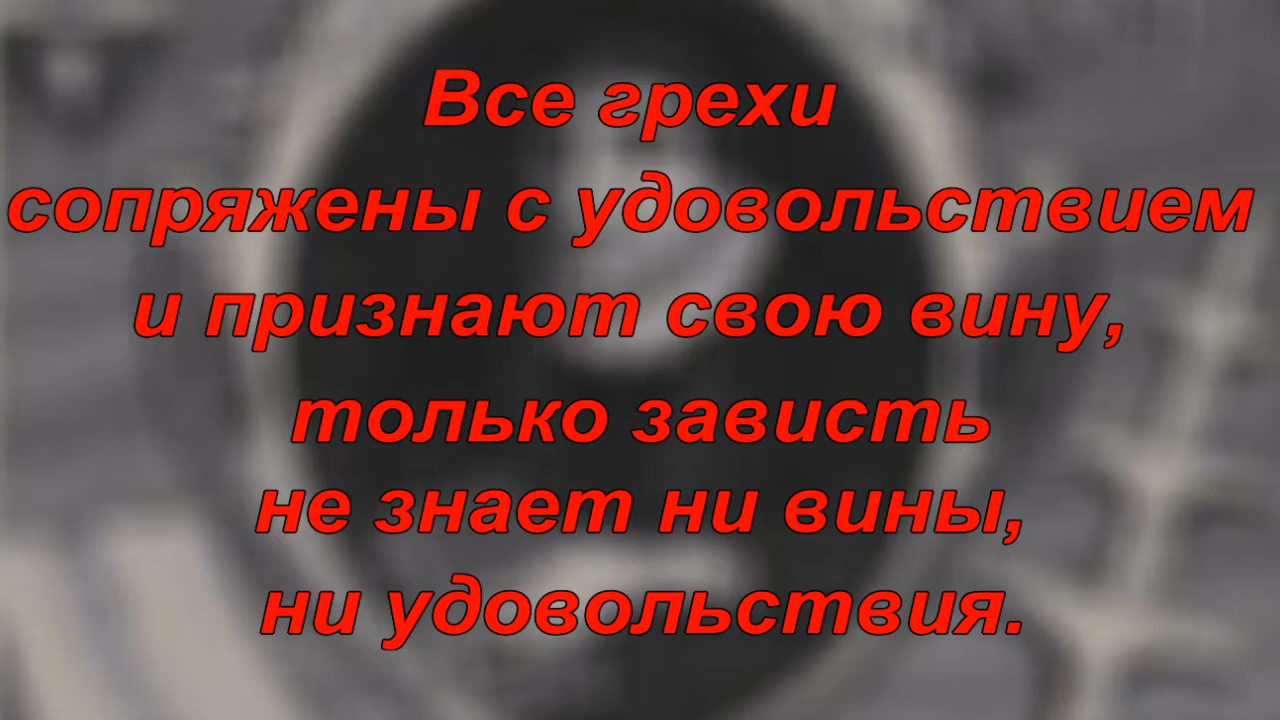 Все грехи
сопряжены с удовольствием
и признают свою вину,
только зависть
не знает ни вины,
ни удовольствия.